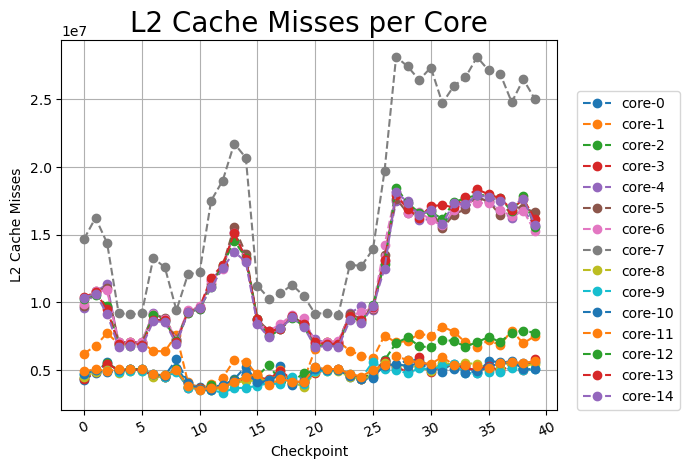 L2 Cache Misses per Core
1e7
L2 Cache Misses
2.5
2.0
1.5
1.0
0.5
0
5
10
15
20
25
30
35
40
Checkpoint
core-0
core-1
core-2
core-3
core-4
core-5
core-6
core-7
core-8
core-9
core-10
core-11
core-12
core-13
core-14